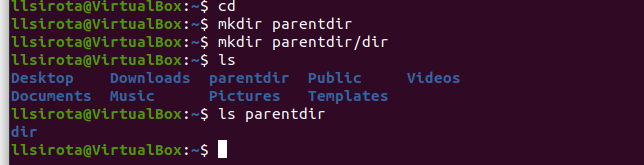 llsirota@VirtualBox:~$ cd
llsirota@VirtualBox:~$ mkdir parentdir
llsirota@VirtualBox:~$ mkdir parentdir/dir
llsirota@VirtualBox:~$ ls
Desktop    Downloads  parentdir  Public     Videos
Documents  Music      Pictures   Templates
llsirota@VirtualBox:~$ ls parentdir
dir
llsirota@VirtualBox:~$